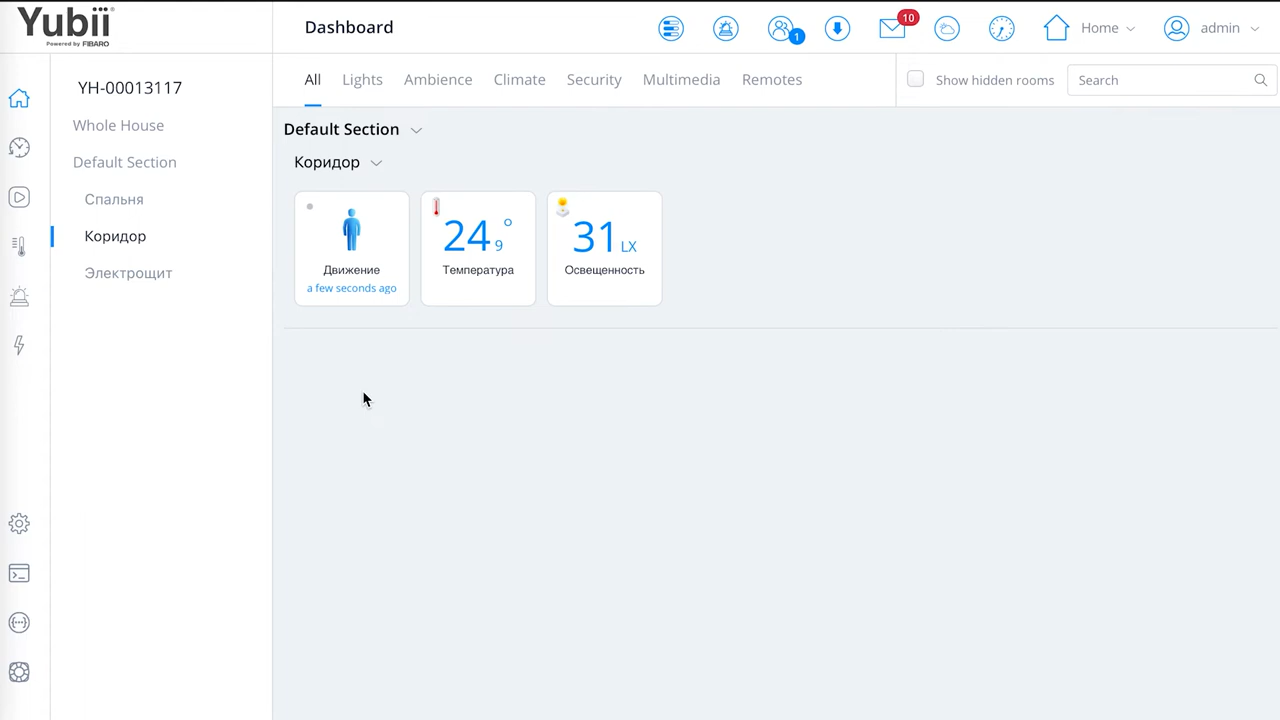 Yubii
Powered by FIBARO
Dashboard
1
10
Home
admin
YH-00013117
Whole House
Default Section
Спальня
Коридор
Электрощит
All
Lights
Ambience
Climate
Security
Multimedia
Remotes
Show hidden rooms
Search
Default Section
Коридор
Движение
a few seconds ago
24 9°
Температура
31 LX
Освещенность